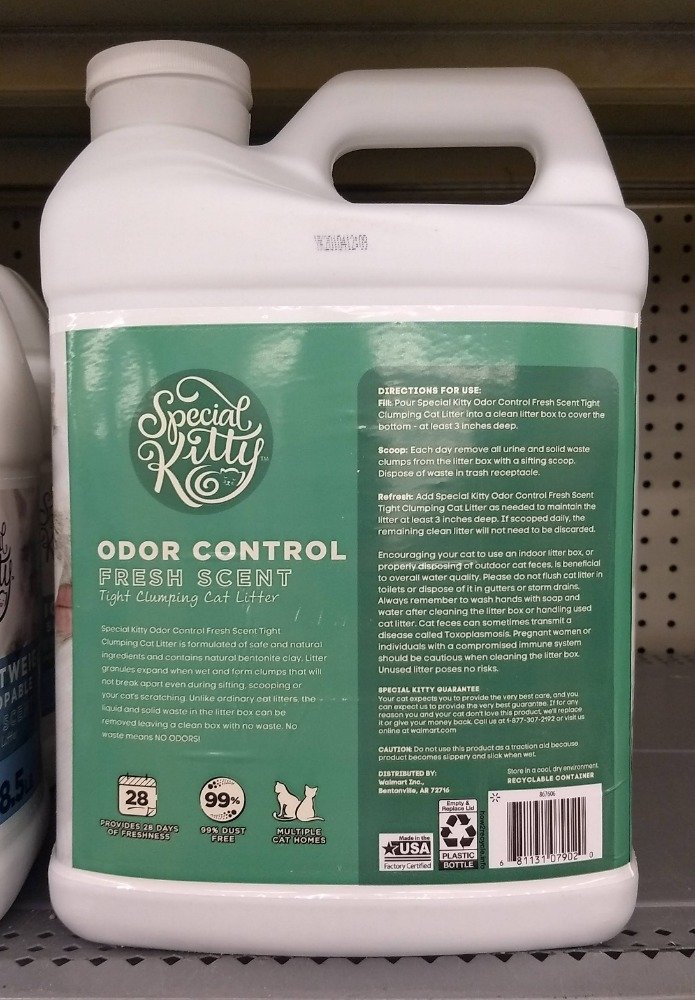 Special
Kitty
ODOR CONTROL
FRESH SCENT
Tight Clumping Cat Litter
Special Kitty Odor Control Fresh Scent Tight
Clumping Cat Litter is formulated of safe and natural
ingredients and contains natural bentonite clay. Litter
granules expand when wet and form clumps that will
not break apart even during sifting, scooping or
your cat's scratching. Unlike ordinary cat litters, the
liquid and solid waste in the litter box can be
removed leaving a clean box with no waste. No
waste means NO ODORS!
28
PROVIDES 28 DAYS
OF FRESHNESS
99%
99% DUST
FREE
MULTIPLE
CAT HOMES
DIRECTIONS FOR USE:
Fill: Pour Special Kitty Odor Control Fresh Scent Tight
Clumping Cat Litter into a clean litter box to cover the
bottom - at least 3 inches deep.
Scoop: Each day remove all urine and solid waste
clumps from the litter box with a sifting scoop.
Dispose of waste in trash receptacle.
Refresh: Add Special Kitty Odor Control Fresh Scent
Tight Clumping Cat Litter as needed to maintain the
litter at least 3 inches deep. If scooped daily, the
remaining clean litter will not need to be discarded.
Encouraging your cat to use an indoor litter box, or
properly disposing of outdoor cat feces, is beneficial
to overall water quality. Please do not flush cat litter in
toilets or dispose of it in gutters or storm drains.
Always remember to wash hands with soap and
water after cleaning the litter box or handling used
cat litter. Cat feces can sometimes transmit a
disease called Toxoplasmosis. Pregnant women or
individuals with a compromised immune system
should be cautious when cleaning the litter box.
Unused litter poses no risks.
SPECIAL KITTY GUARANTEE
Your cat expects you to provide the very best care, and you
can expect us to provide the very best guarantee. If for any
reason you and your cat don't love this product, we'll replace
it or give your money back. Call us at 1-877-307-2192 or visit us
online at walmart.com
CAUTION: Do not use this product as a traction aid because
product becomes slippery and slick when wet.
DISTRIBUTED BY:
Walmart Inc.,
Bentonville, AR 72716
Store in a cool, dry environment.
RECYCLABLE CONTAINER
Made in the
USA
Factory Certified
Empty &
Replace Lid
PLASTIC
BOTTLE
how2recycle.info
867606
6 81131 07902 0
8.5